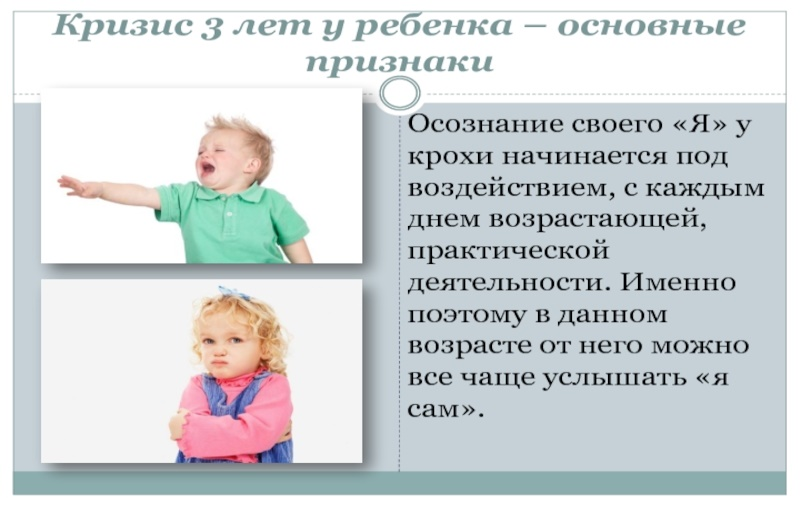 Кризис 3 лет у ребенка – основные
признаки
Осознание своего «Я» у
крохи начинается под
воздействием, с каждым
днем возрастающей,
практической
деятельности. Именно
поэтому в данном
возрасте от него можно
все чаще услышать «я
сам».